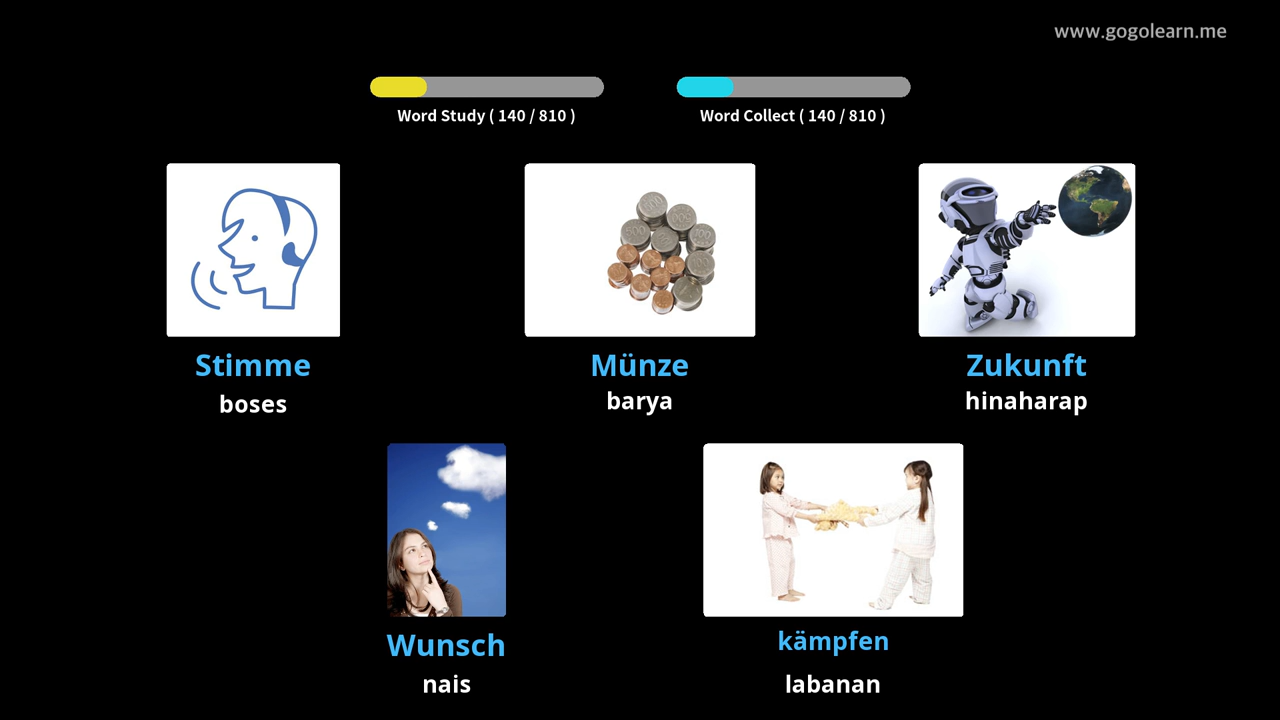 www.gogolearn.me
Word Study ( 140 / 810 )
Word Collect ( 140 / 810 )
Stimme
boses
Münze
barya
Zukunft
hinaharap
Wunsch
nais
kämpfen
labanan